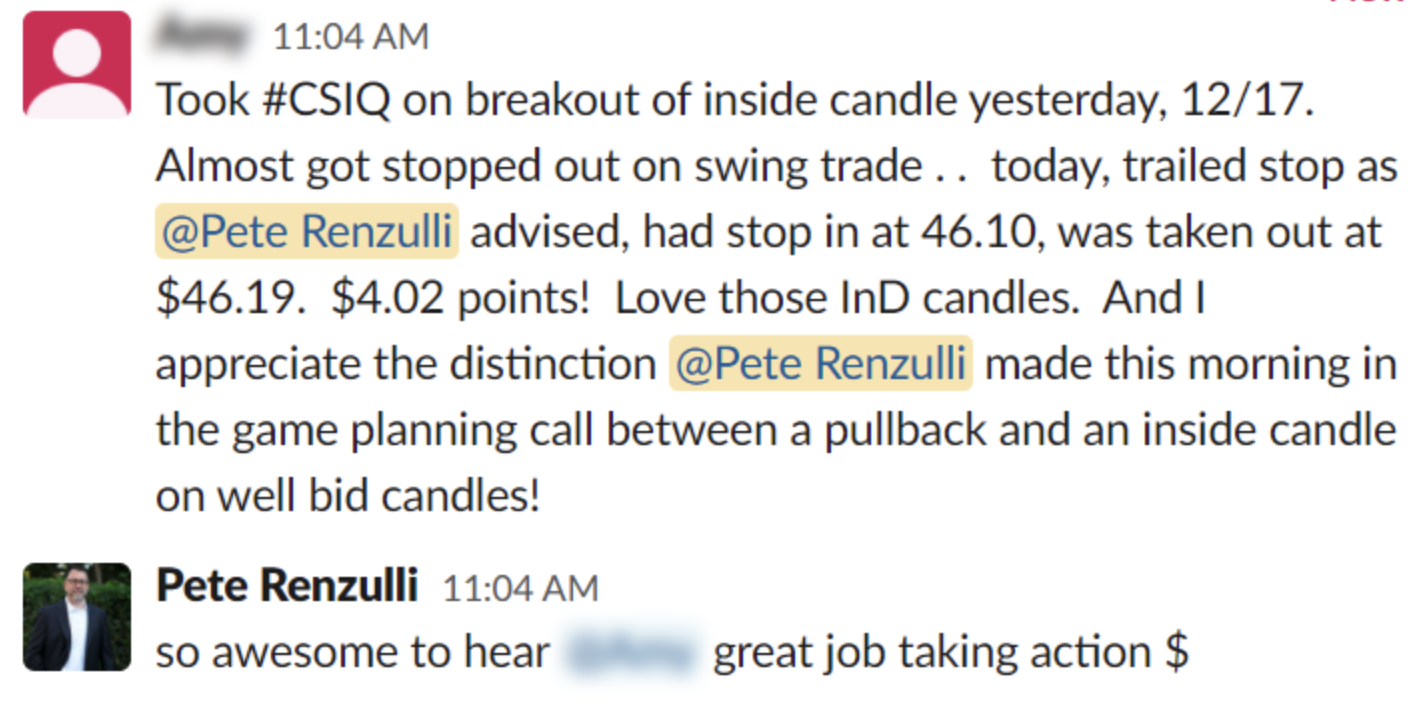 11:04 AM
Took #CSIQ on breakout of inside candle yesterday, 12/17.
Almost got stopped out on swing trade . .  today, trailed stop as
@Pete Renzulli advised, had stop in at 46.10, was taken out at
$46.19.  $4.02 points!  Love those InD candles.  And I
appreciate the distinction @Pete Renzulli made this morning in
the game planning call between a pullback and an inside candle
on well bid candles!
Pete Renzulli 11:04 AM
so awesome to hear great job taking action $